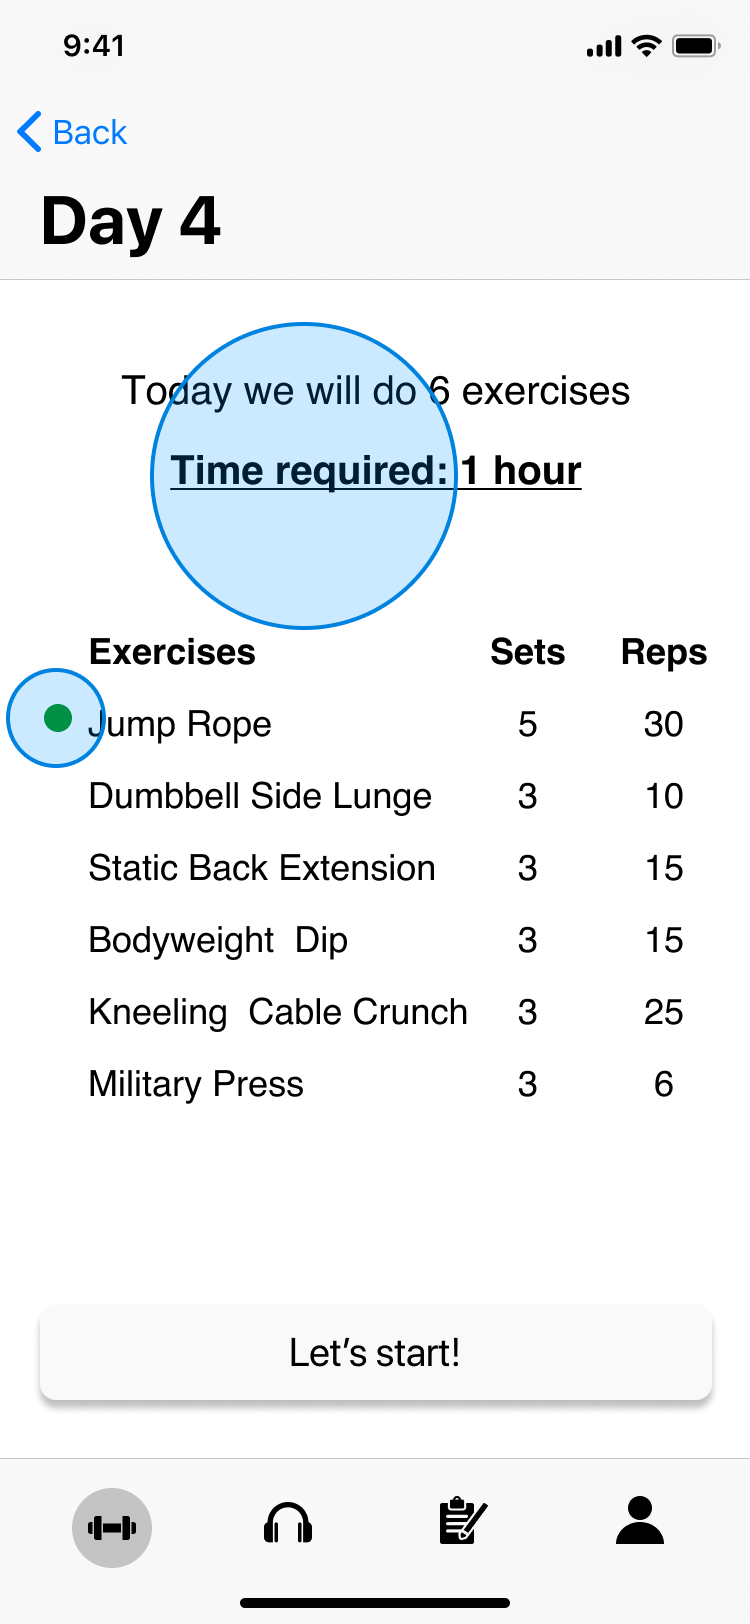 9:41
Back
Day 4
Today we will do 6 exercises
Time required: 1 hour
Exercises Sets Reps
Jump Rope 5 30
Dumbbell Side Lunge 3 10
Static Back Extension 3 15
Bodyweight  Dip 3 15
Kneeling  Cable Crunch 3 25
Military Press 3 6
Let’s start!